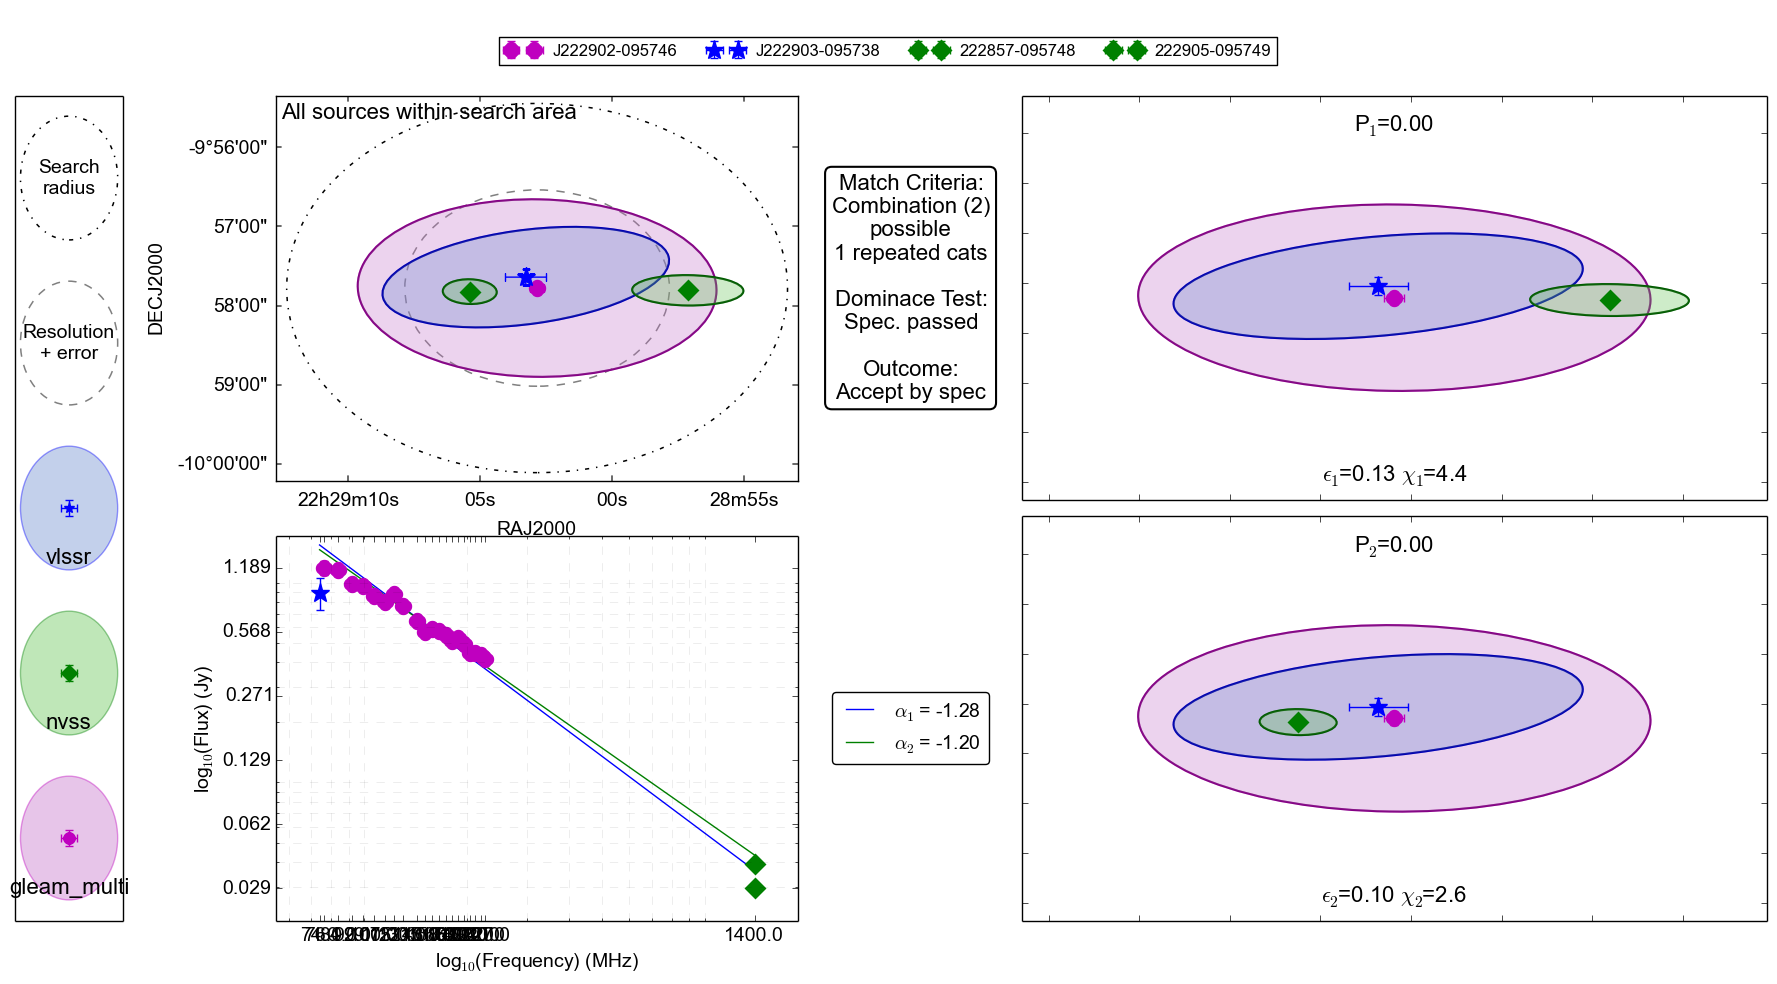 J222902-095746 J222903-095738 222857-095748 222905-095749
Search
radius
Resolution
+ error
vlssr
nvss
gleam_multi
All sources within search area
DECJ2000
-9°56'00"
57'00"
58'00"
59'00"
-10°00'00"
22h29m10s 05s 00s 28m55s
RAJ2000
Match Criteria:
Combination (2)
possible
1 repeated cats
Dominace Test:
Spec. passed
Outcome:
Accept by spec
P1=0.00
ϵ1=0.13 χ1=4.4
log10(Flux) (Jy)
1.189
0.568
0.271
0.129
0.062
0.029
1400.0
log10(Frequency) (MHz)
α1 = -1.28
α2 = -1.20
P2=0.00
ϵ2=0.10 χ2=2.6